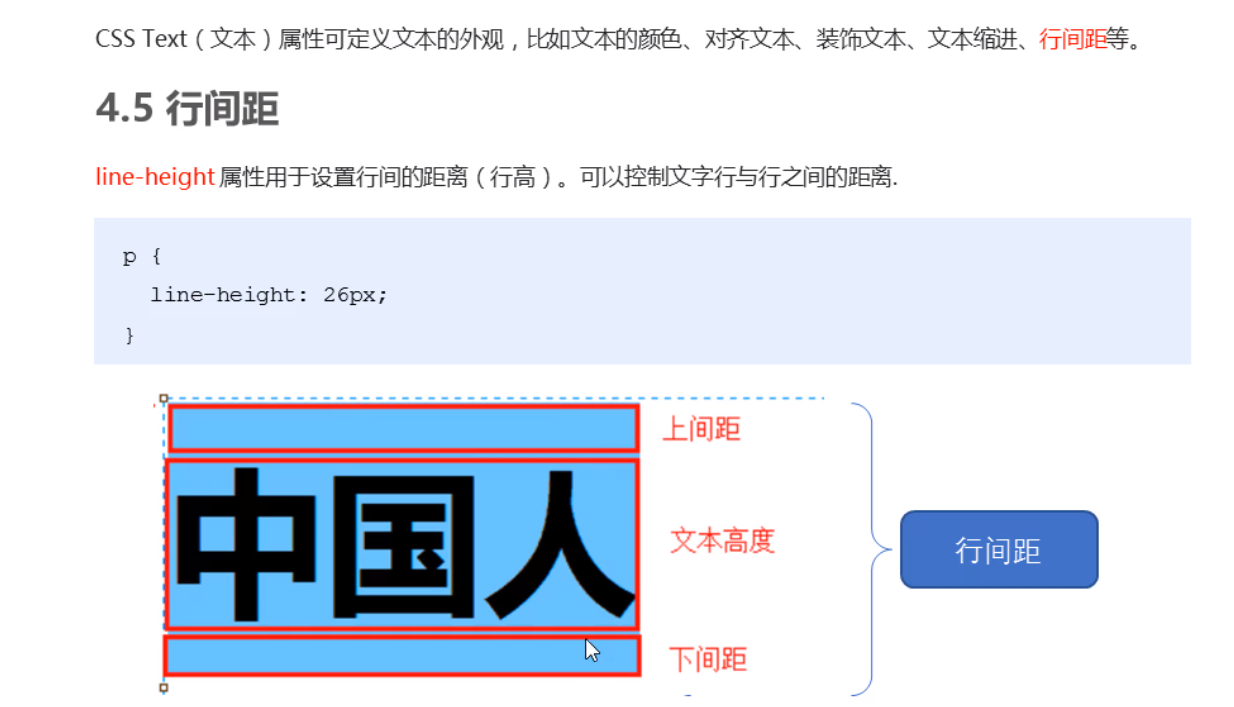 CSS Text（文本）属性可定义文本的外观，比如文本的颜色、对齐文本、装饰文本、文本缩进、行间距等。
4.5 行间距
line-height 属性用于设置行间的距离（行高）。可以控制文字行与行之间的距离.
p {
  line-height: 26px;
}
上间距
中国人
文本高度
行间距
下间距